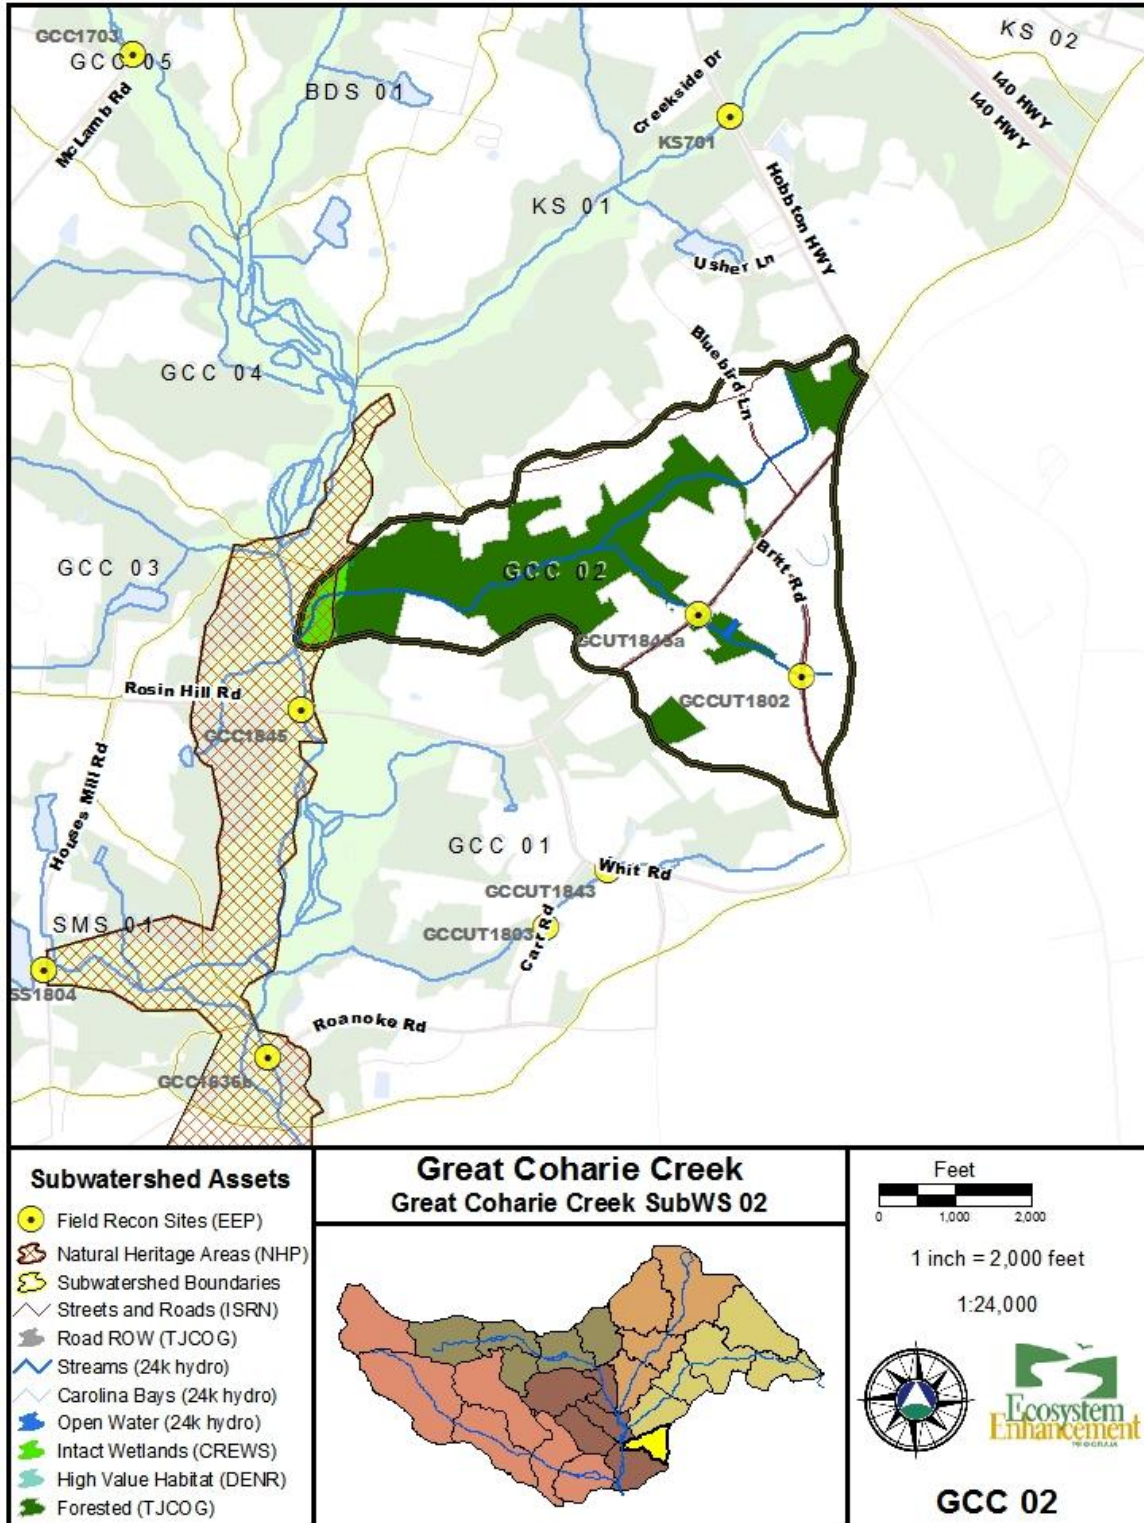 GCC1703
GCC 05
BDS 01
McLamb Rd
Creekside Dr
KS 02
I40 HWY
I40 HWY
KS701
Hobbton HWY
KS 01
Usher Ln
Bluebird Ln
GCC 04
GCC 03
GCC 02
Britt Rd
GCCUT1802
Rosin Hill Rd
GCC1845
Houses Mill Rd
GCC 01
Whit Rd
GCCUT1843
GCCUT1803
Carr Rd
SMS 01
SS1804
Roanoke Rd
Subwatershed Assets
Field Recon Sites (EEP)
Natural Heritage Areas (NHP)
Subwatershed Boundaries
Streets and Roads (ISRN)
Road ROW (TJCOG)
Streams (24k hydro)
Carolina Bays (24k hydro)
Open Water (24k hydro)
Intact Wetlands (CREWS)
High Value Habitat (DENR)
Forested (TJCOG)
Great Coharie Creek
Great Coharie Creek SubWS 02
Feet
0 1,000 2,000
1 inch = 2,000 feet
1:24,000
Ecosystem
Enhancement
PROGRAM
GCC 02